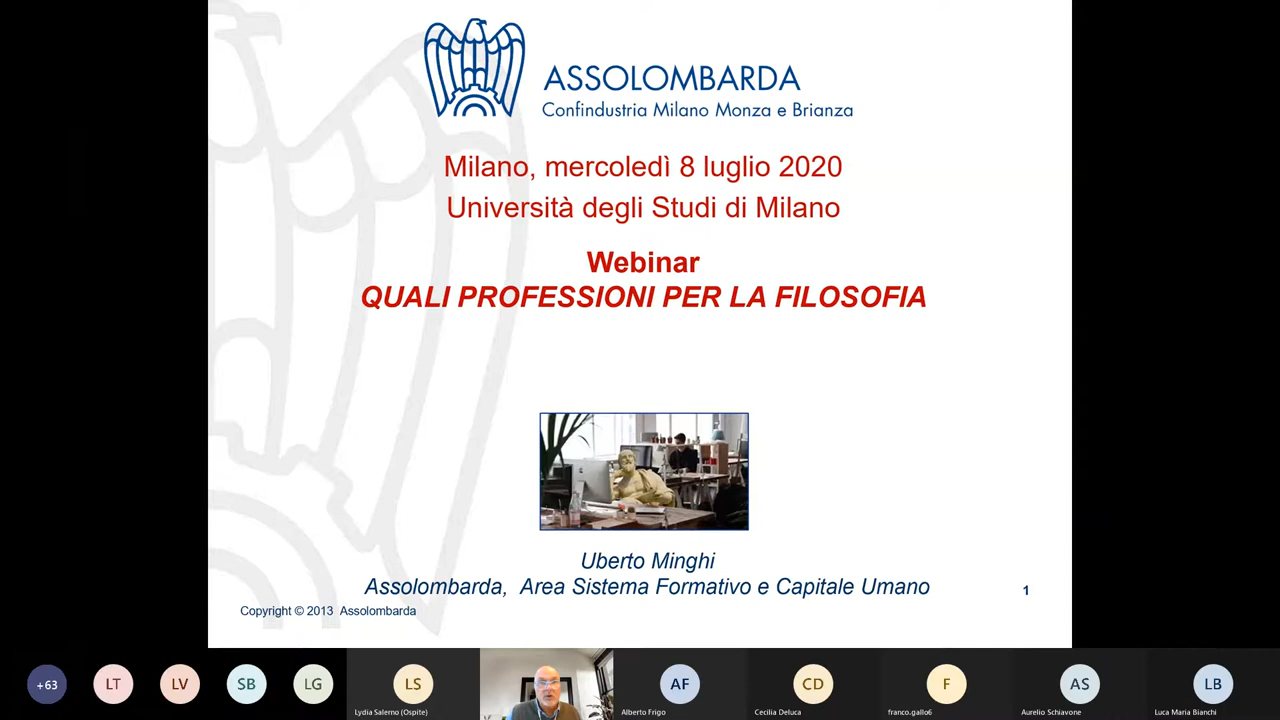 ASSOLOMBARDA
Confindustria Milano Monza e Brianza
Milano, mercoledì 8 luglio 2020
Università degli Studi di Milano
Webinar
QUALI PROFESSIONI PER LA FILOSOFIA
Uberto Minghi
Assolombarda, Area Sistema Formativo e Capitale Umano
1
Copyright © 2013 Assolombarda
+63
LT
LV
SB
LG
LS
AF
CD
F
AS
LB
Lydia Salerno (Ospite)
Alberto Frigo
Cecilia Deluca
franco.gallo6
Aurelio Schiavone
Luca Maria Bianchi